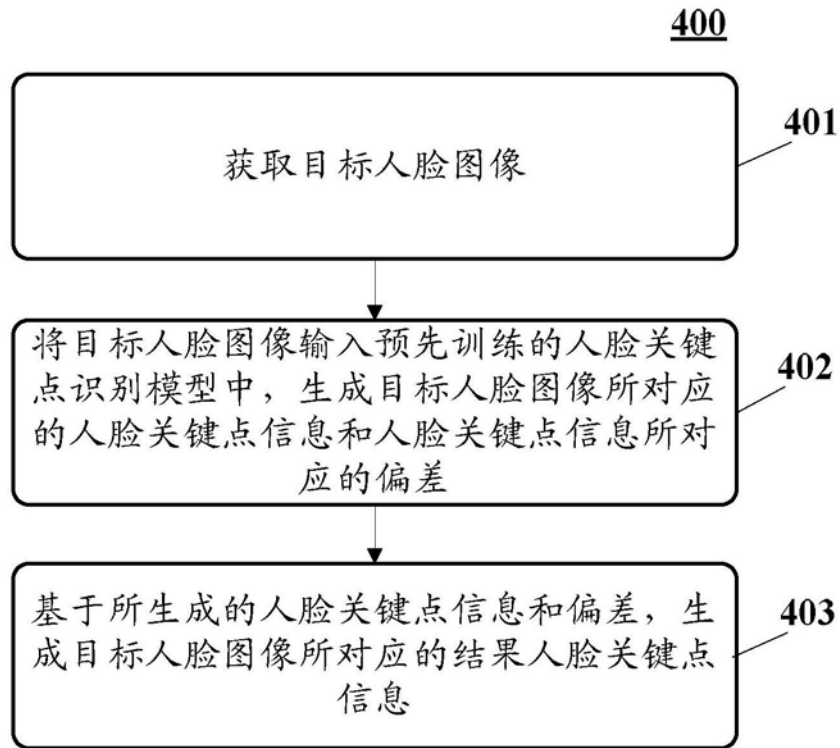 400
获取目标人脸图像
401
将目标人脸图像输入预先训练的人脸关键
点识别模型中，生成目标人脸图像所对应
的人脸关键点信息和人脸关键点信息所对
应的偏差
402
基于所生成的人脸关键点信息和偏差，生
成目标人脸图像所对应的结果人脸关键点
信息
403